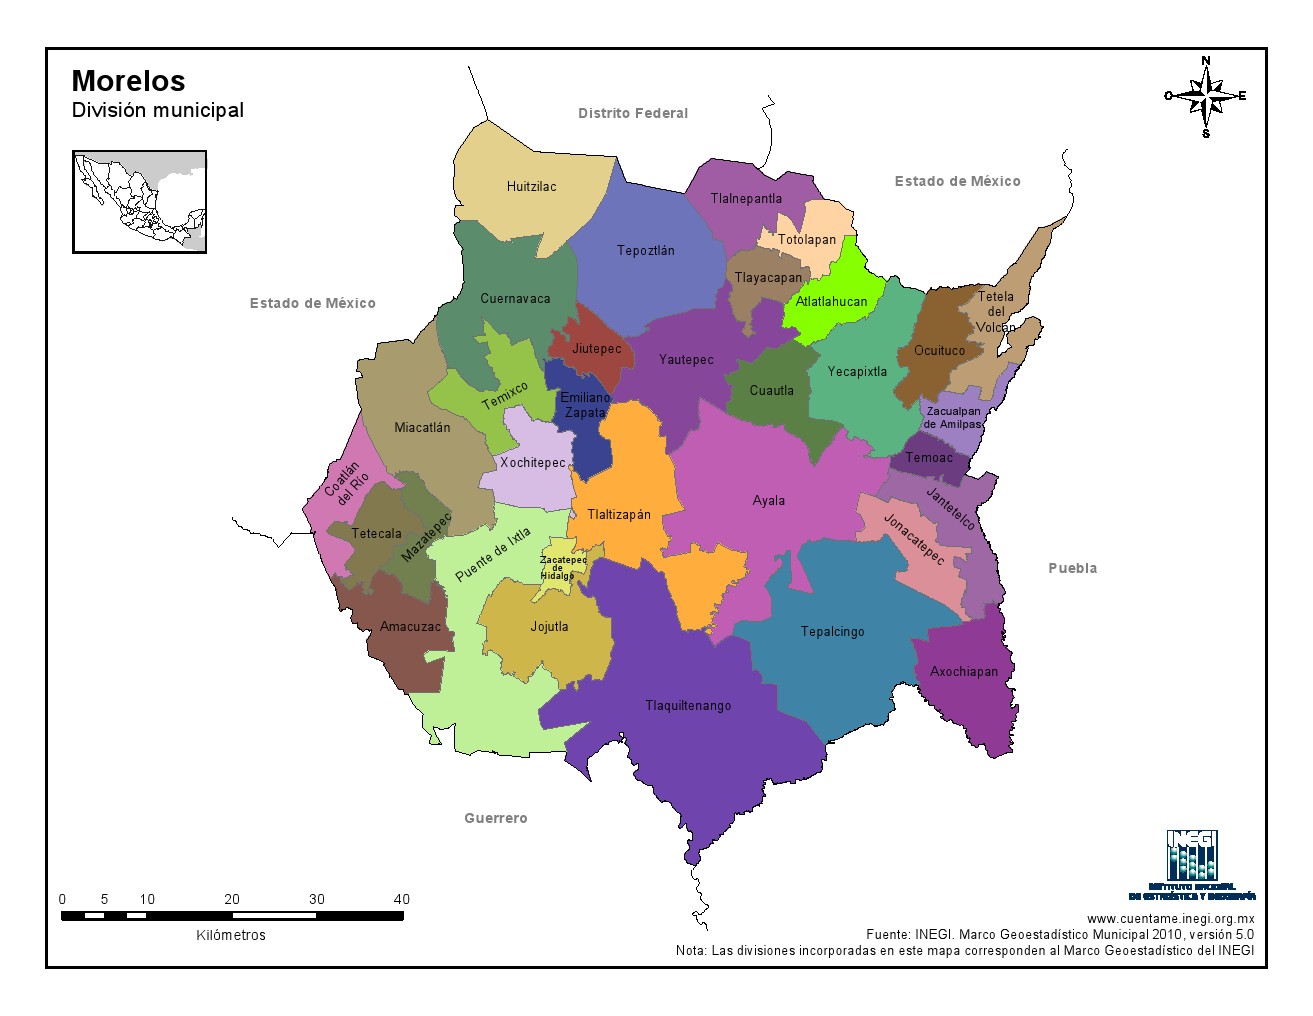 Morelos
División municipal
N
O
E
S
Distrito Federal
Estado de México
Estado de México
Puebla
Guerrero
Huitzilac
Tlalnepantla
Tepoztlán
Totolapan
Tlayacapan
Cuernavaca
Atlatlahucan
Tetela
del
Volcán
Jiutepec
Yautepec
Ocuituco
Yecapixtla
Cuautla
Temixco
Emiliano
Zapata
Zacualpan
de Amilpas
Miacatlán
Xochitepec
Temoac
Coatlán
del Río
Ayala
Jantetelco
Tlaltizapán
Tetecala
Mazatepec
Puente de Ixtla
Jonacatepec
Zacatepec
de
Hidalgo
Amacuzac
Jojutla
Tepalcingo
Axochiapan
Tlaquiltenango
0 5 10 20 30 40
Kilómetros
INEGI
INSTITUTO NACIONAL
DE ESTADÍSTICA Y GEOGRAFÍA
www.cuentame.inegi.org.mx
Fuente: INEGI. Marco Geoestadístico Municipal 2010, versión 5.0
Nota: Las divisiones incorporadas en este mapa corresponden al Marco Geoestadístico del INEGI